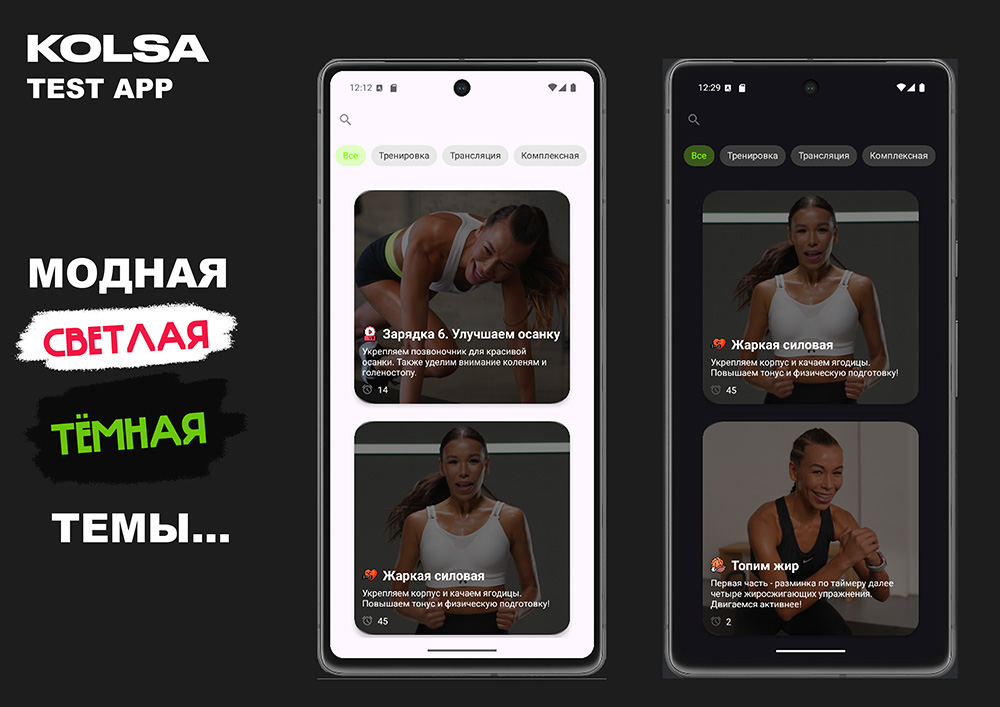 KOLSA
TEST APP
МОДНАЯ
СВЕТЛАЯ
ТЁМНАЯ
ТЕМЫ...
12:12
Все
Тренировка
Трансляция
Комплексная
Зарядка 6. Улучшаем осанку
Укрепляем позвоночник для красивой
осанки. Также уделим внимание коленям и
голеностопу.
14
Жаркая силовая
Укрепляем корпус и качаем ягодицы.
Повышаем тонус и физическую подготовку!
45
12:29
Все
Тренировка
Трансляция
Комплексная
Жаркая силовая
Укрепляем корпус и качаем ягодицы.
Повышаем тонус и физическую подготовку!
45
Топим жир
Первая часть - разминка по таймеру далее
четыре жиросжигающих упражнения.
Двигаемся активнее!
2